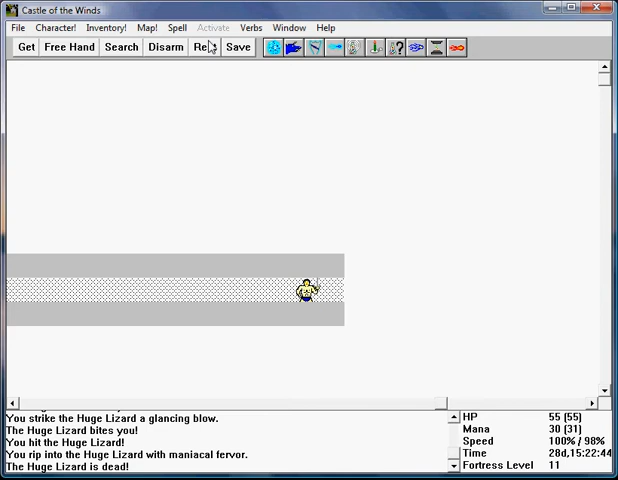 Castle of the Winds
File Character! Inventory! Map! Spell Activate Verbs Window Help
Get Free Hand Search Disarm Save
You strike the Huge Lizard a glancing blow.
The Huge Lizard bites you!
You hit the Huge Lizard!
You rip into the Huge Lizard with maniacal fervor.
The Huge Lizard is dead!
HP 55 (55)
Mana 30 (31)
Speed 100% / 98%
Time 28d,15:22:44
Fortress Level 11